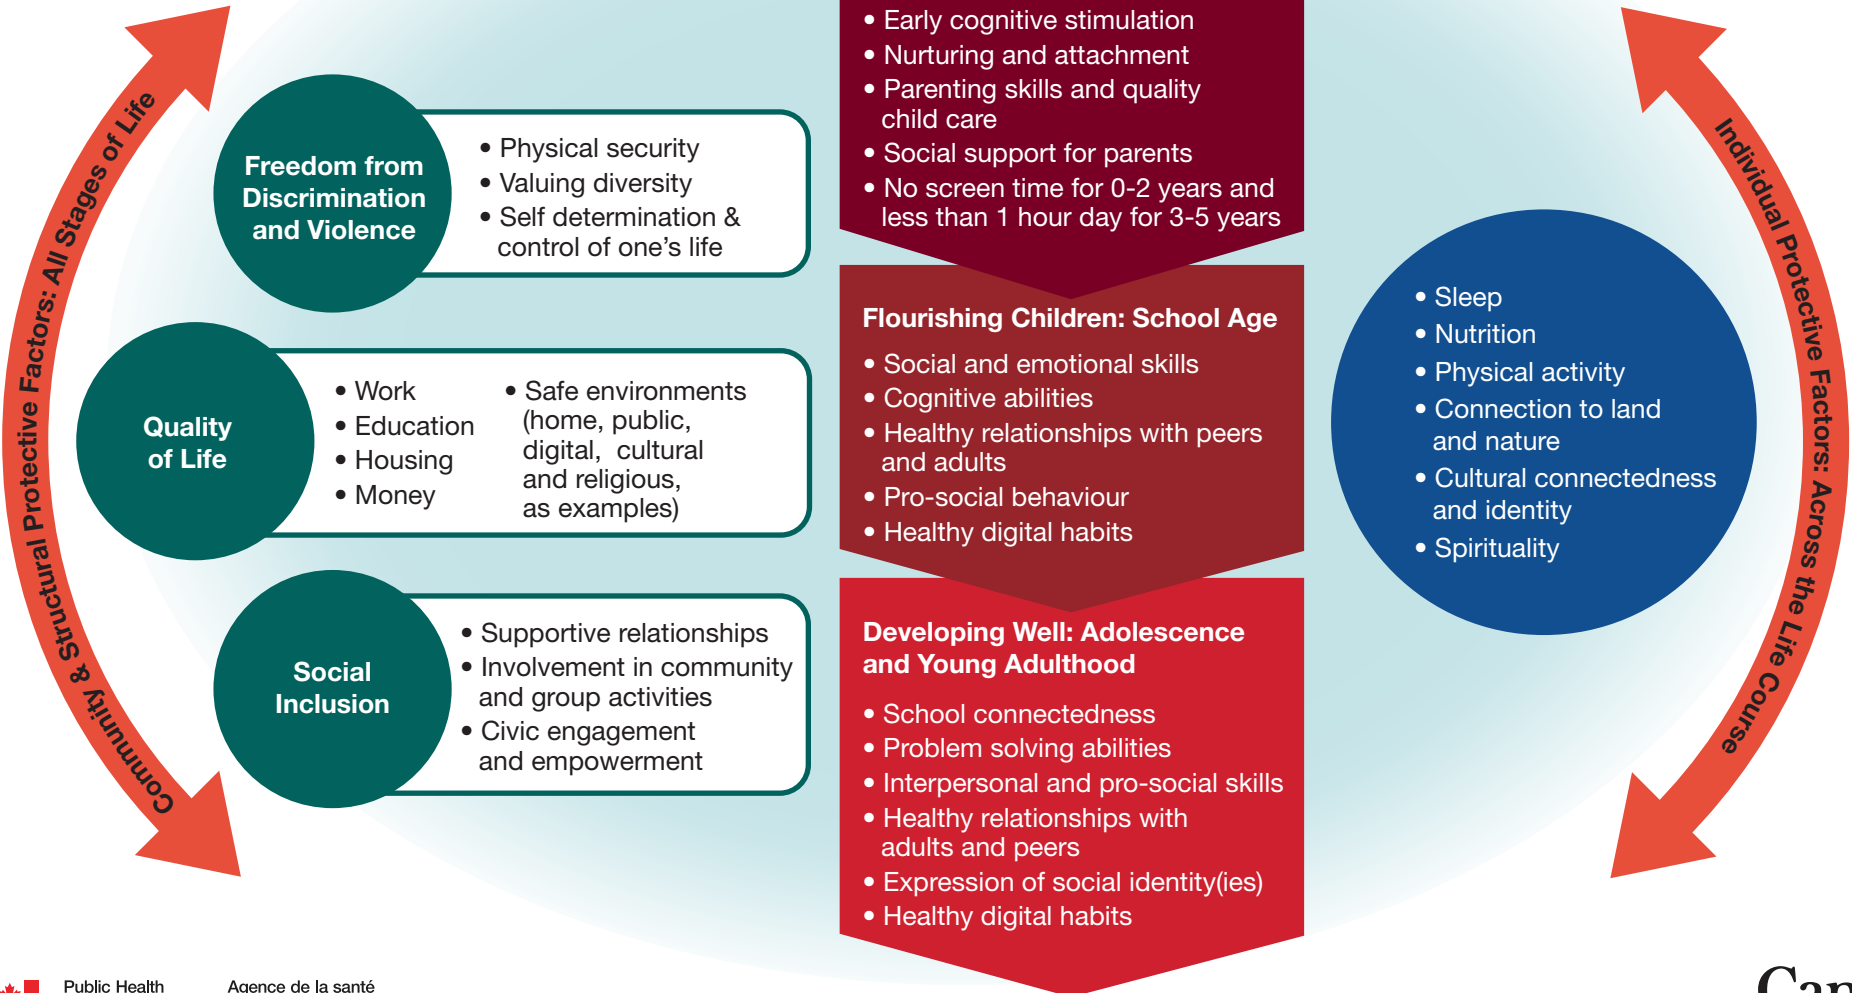 Community & Structural Protective Factors: All Stages of Life
Freedom from
Discrimination
and Violence
• Physical security
• Valuing diversity
• Self determination &
control of one’s life
Quality
of Life
• Work
• Education
• Housing
• Money
• Safe environments
(home, public,
digital,  cultural
and religious,
as examples)
Social
Inclusion
• Supportive relationships
• Involvement in community
and group activities
• Civic engagement
and empowerment
• Early cognitive stimulation
• Nurturing and attachment
• Parenting skills and quality
child care
• Social support for parents
• No screen time for 0-2 years and
less than 1 hour day for 3-5 years
Flourishing Children: School Age
• Social and emotional skills
• Cognitive abilities
• Healthy relationships with peers
and adults
• Pro-social behaviour
• Healthy digital habits
Developing Well: Adolescence
and Young Adulthood
• School connectedness
• Problem solving abilities
• Interpersonal and pro-social skills
• Healthy relationships with
adults and peers
• Expression of social identity(ies)
• Healthy digital habits
• Sleep
• Nutrition
• Physical activity
• Connection to land
and nature
• Cultural connectedness
and identity
• Spirituality
Individual Protective Factors: Across the Life Course
Public Health
Agence de la santé